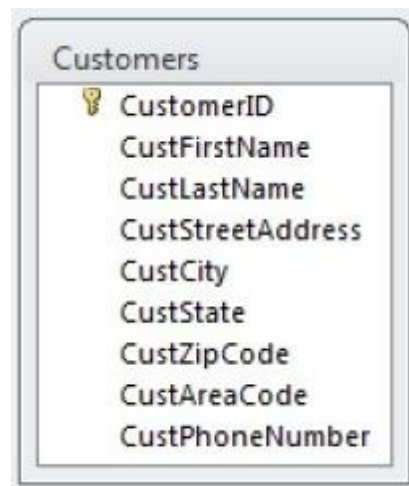 Customers
CustomerID
CustFirstName
CustLastName
CustStreetAddress
CustCity
CustState
CustZipCode
CustAreaCode
CustPhoneNumber